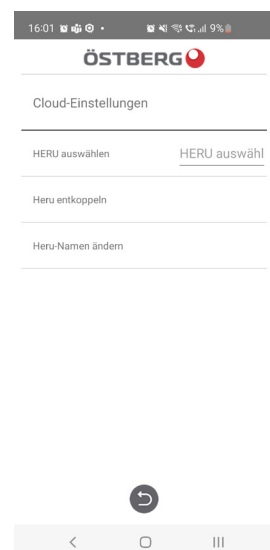 16:01 9%
ÖSTBERG
Cloud-Einstellungen
HERU auswählen HERU auswähl
Heru entkoppeln
Heru-Namen ändern